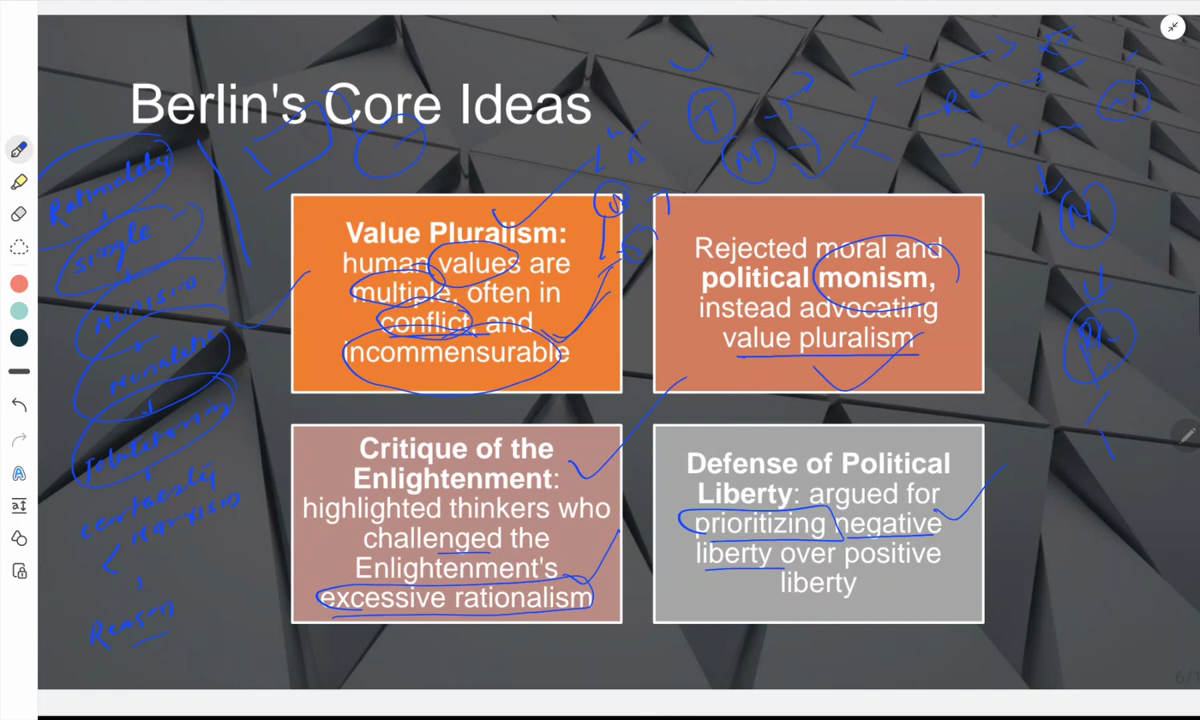 Berlin's Core Ideas
Value Pluralism:
human values are
multiple, often in
conflict, and
incommensurable
Rejected moral and
political monism,
instead advocating
value pluralism
Critique of the
Enlightenment:
highlighted thinkers who
challenged the
Enlightenment's
excessive rationalism
Defense of Political
Liberty: argued for
prioritizing negative
liberty over positive
liberty
Rationality
single
Monism
Marxism
Reason
T
M
M